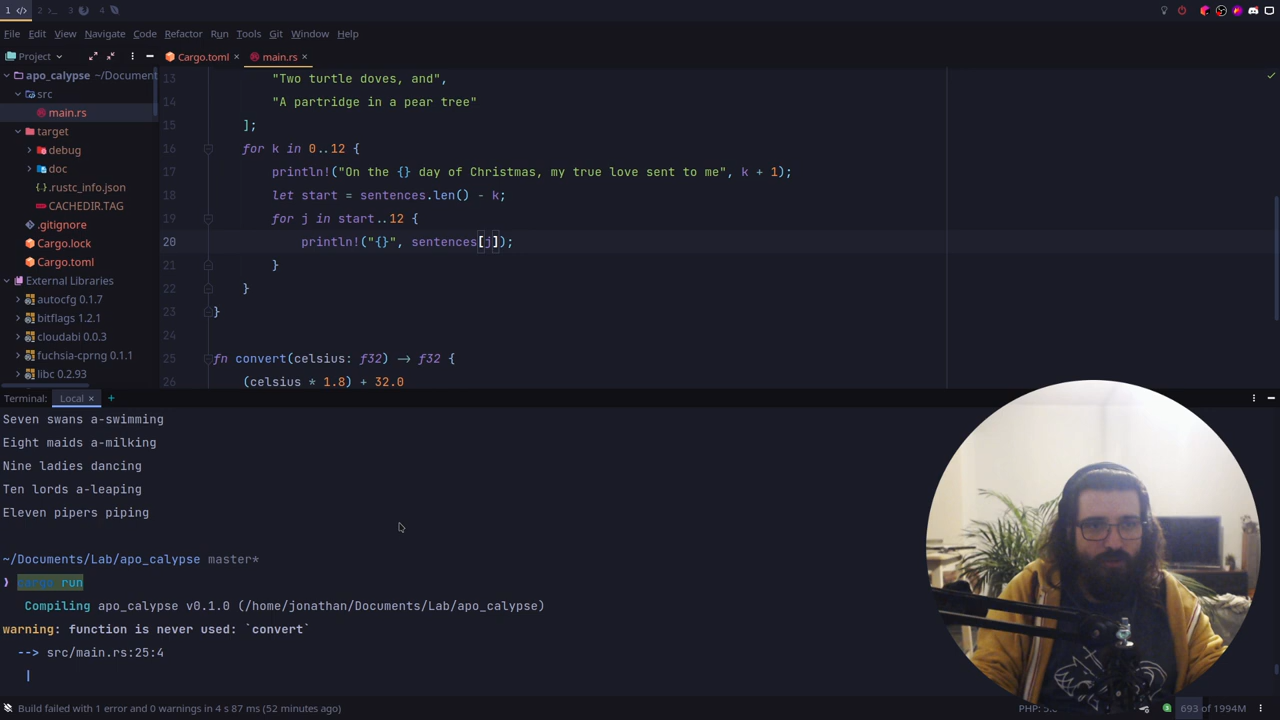 1 </> 2 >_ 3 4
File Edit View Navigate Code Refactor Run Tools Git Window Help
Project
Cargo.toml × main.rs ×
apo_calypse ~/Document
src
main.rs
target
debug
doc
.rustc_info.json
CACHEDIR.TAG
.gitignore
Cargo.lock
Cargo.toml
External Libraries
autocfg 0.1.7
bitflags 1.2.1
cloudabi 0.0.3
fuchsia-cprng 0.1.1
libc 0.2.93
13 "Two turtle doves, and",
14 "A partridge in a pear tree"
15 ];
16 for k in 0..12 {
17 println!("On the {} day of Christmas, my true love sent to me", k + 1);
18 let start = sentences.len() - k;
19 for j in start..12 {
20 println!("{}", sentences[j]);
21 }
22 }
23 }
24
25 fn convert(celsius: f32) → f32 {
26 (celsius * 1.8) + 32.0
Terminal: Local × +
Seven swans a-swimming
Eight maids a-milking
Nine ladies dancing
Ten lords a-leaping
Eleven pipers piping
~/Documents/Lab/apo_calypse master*
❯ cargo run
Compiling apo_calypse v0.1.0 (/home/jonathan/Documents/Lab/apo_calypse)
warning: function is never used: `convert`
--> src/main.rs:25:4
|
Build failed with 1 error and 0 warnings in 4 s 87 ms (52 minutes ago)
693 of 1994M